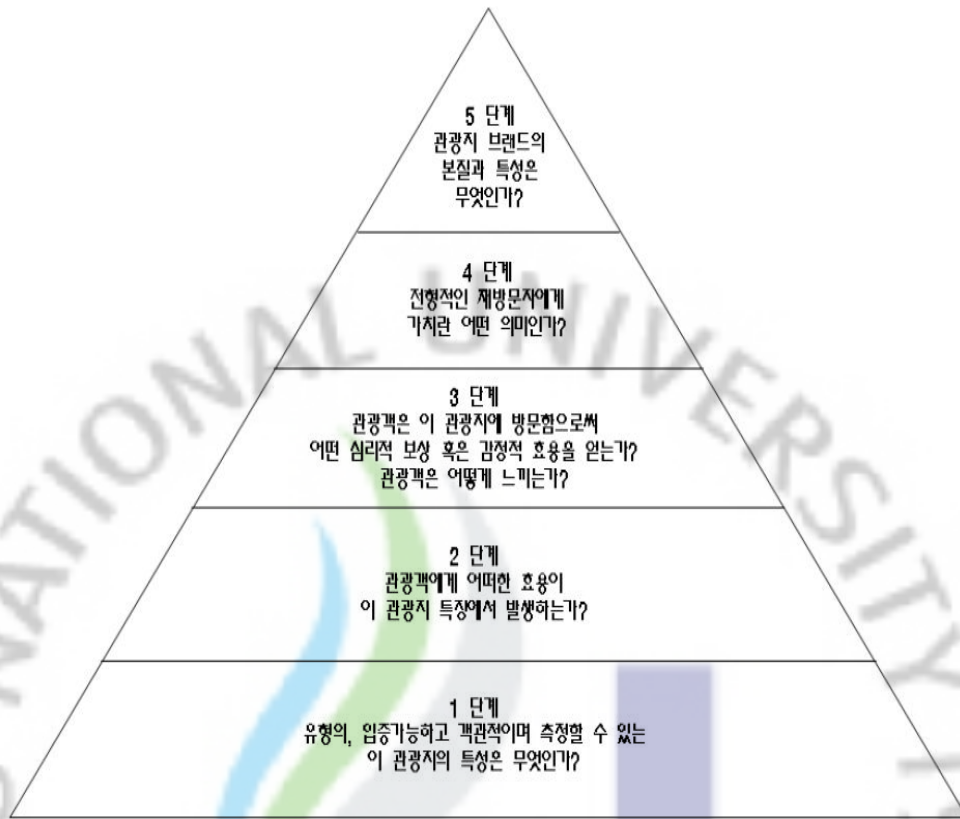 5 단계
관광지 브랜드의
본질과 특성은
무엇인가?
4 단계
전형적인 재방문자에게
가치란 어떤 의미인가?
3 단계
관광객은 이 관광지에 방문함으로써
어떤 심리적 보상 혹은 감정적 효용을 얻는가?
관광객은 어떻게 느끼는가?
2 단계
관광객에게 어떠한 효용이
이 관광지 특징에서 발생하는가?
1 단계
유형의, 입증가능하고 객관적이며 측정할 수 있는
이 관광지의 특성은 무엇인가?
NATIONAL UNIVERSITY